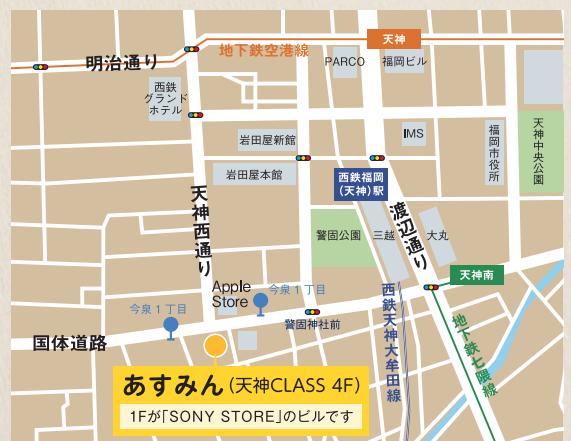 地下鉄空港線
天神
明治通り
PARCO
福岡ビル
西鉄
グランド
ホテル
岩田屋新館
IMS
福岡市役所
天神中央公園
岩田屋本館
西鉄福岡
(天神)駅
天神西通り
渡辺通り
警固公園
三越
大丸
天神南
Apple
Store
今泉1丁目
今泉1丁目
警固神社前
西鉄天神大牟田線
地下鉄七隈線
国体道路
あすみん(天神CLASS 4F)
1Fが「SONY STORE」のビルです